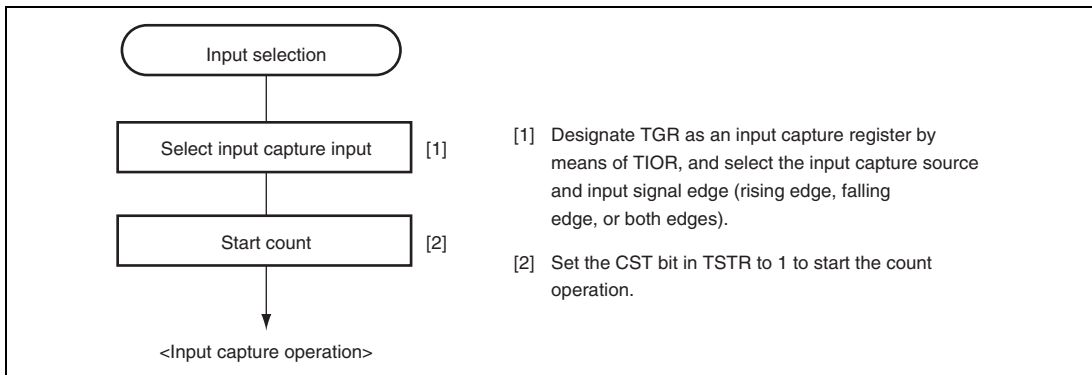 Input selection
Select input capture input
[1]
Start count
[2]
<Input capture operation>
[1] Designate TGR as an input capture register by
means of TIOR, and select the input capture source
and input signal edge (rising edge, falling
edge, or both edges).
[2] Set the CST bit in TSTR to 1 to start the count
operation.